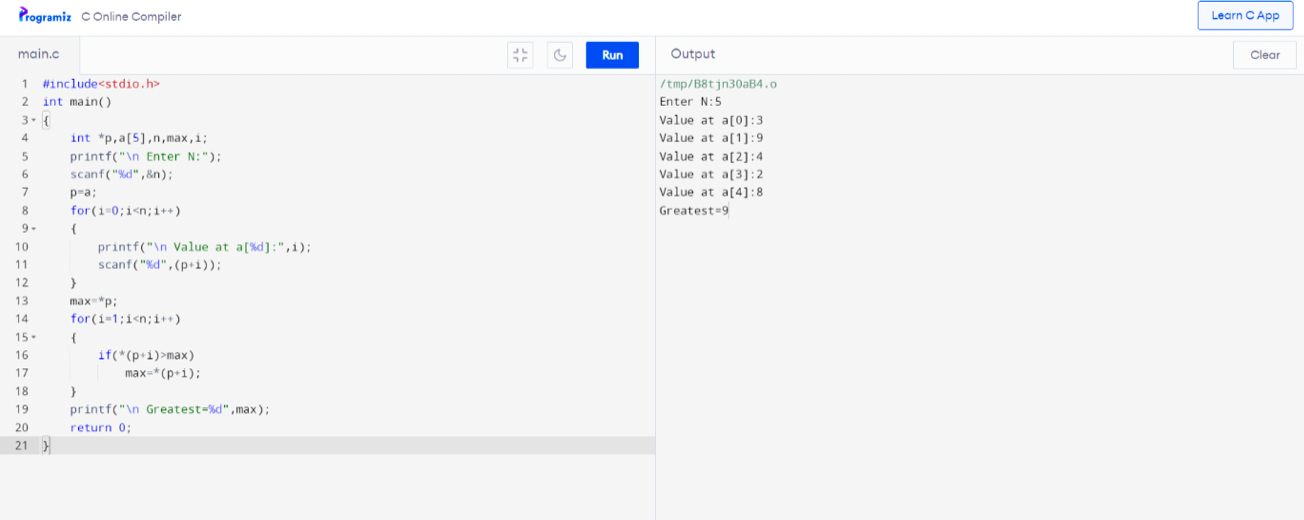 Programiz C Online Compiler
Learn C App
main.c
Run
Output
Clear
1 #include<stdio.h>
2 int main()
3 {
4 int *p,a[5],n,max,i;
5 printf("\n Enter N:");
6 scanf("%d",&n);
7 p=a;
8 for(i=0;i<n;i++)
9 {
10 printf("\n Value at a[%d]:",i);
11 scanf("%d",(p+i));
12 }
13 max=*p;
14 for(i=1;i<n;i++)
15 {
16 if(*(p+i)>max)
17 max=*(p+i);
18 }
19 printf("\n Greatest=%d",max);
20 return 0;
21 }
/tmp/B8tjn30aB4.o
Enter N:5
Value at a[0]:3
Value at a[1]:9
Value at a[2]:4
Value at a[3]:2
Value at a[4]:8
Greatest=9